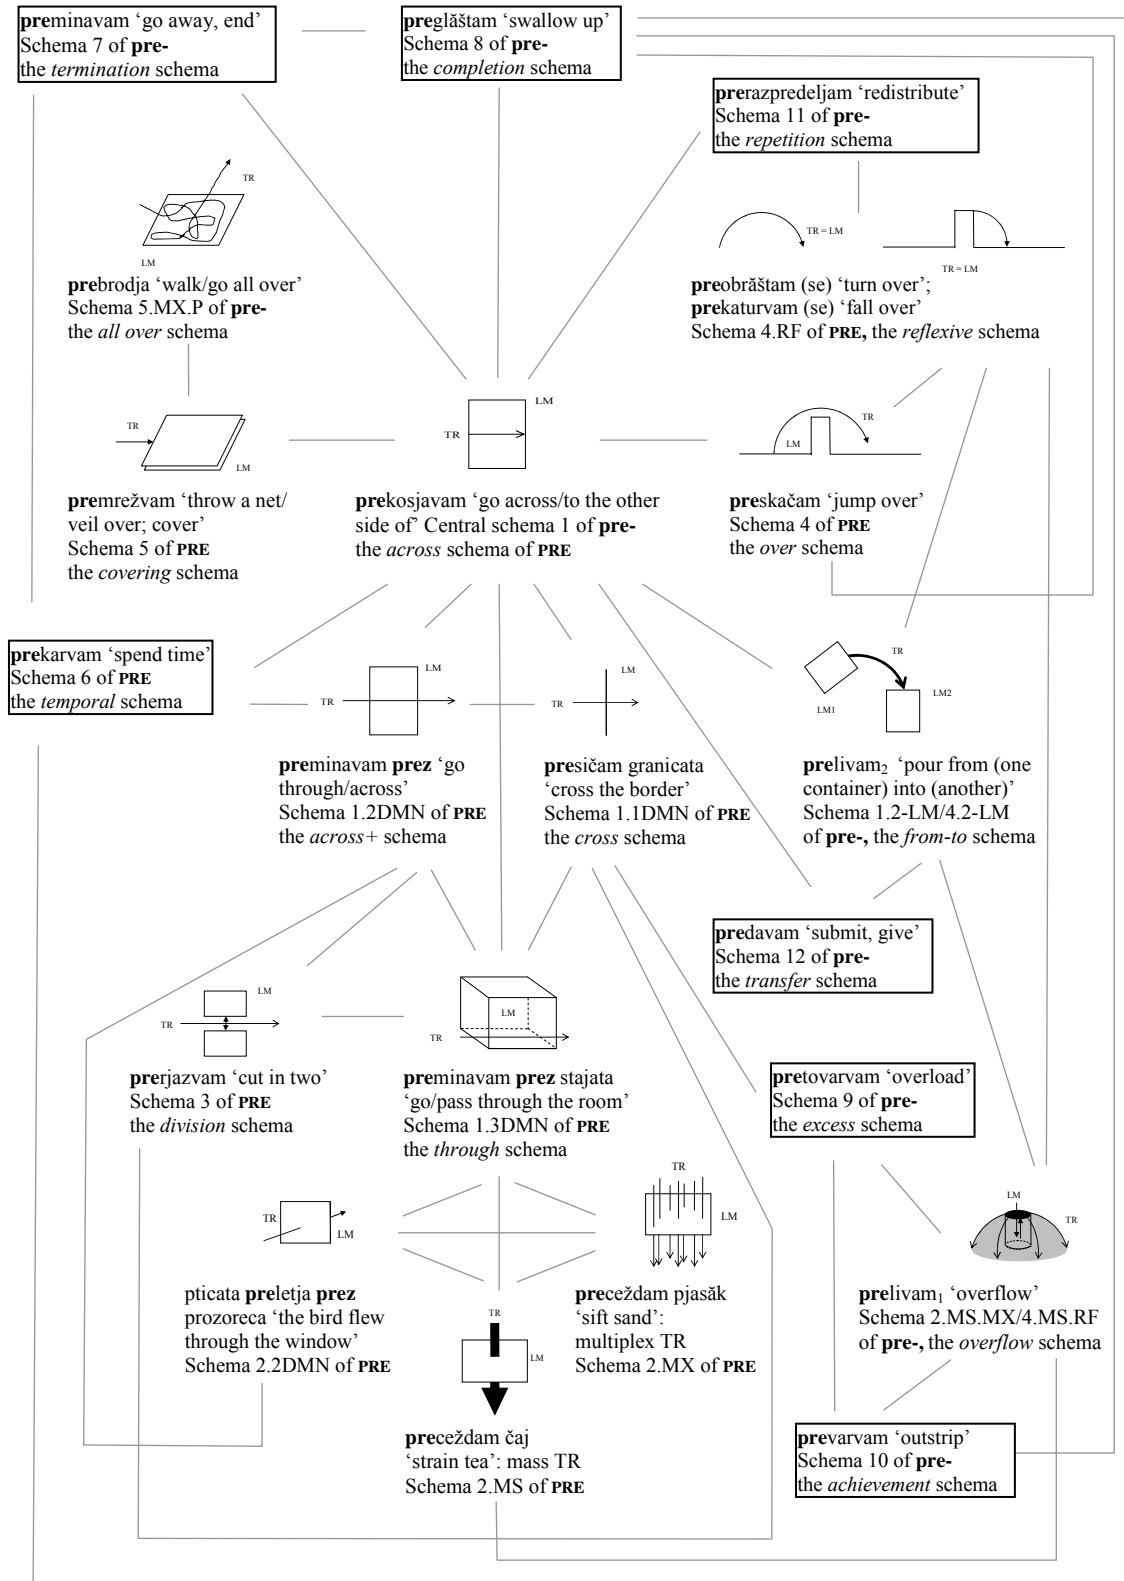 preminavam ‘go away, end’
Schema 7 of pre-
the termination schema
preglăštam ‘swallow up’
Schema 8 of pre-
the completion schema
prerazpredeljam ‘redistribute’
Schema 11 of pre-
the repetition schema
TR
LM
prebrodja ‘walk/go all over’
Schema 5.MX.P of pre-
the all over schema
TR = LM
TR = LM
preobrăštam (se) ‘turn over’;
prekaturvam (se) ‘fall over’
Schema 4.RF of PRE, the reflexive schema
TR
LM
premrežvam ‘throw a net/
veil over; cover’
Schema 5 of PRE
the covering schema
LM
TR
prekosjavam ‘go across/to the other
side of’ Central schema 1 of pre-
the across schema of PRE
TR
LM
preskačam ‘jump over’
Schema 4 of PRE
the over schema
prekarvam ‘spend time’
Schema 6 of PRE
the temporal schema
LM
TR
preminavam prez ‘go
through/across’
Schema 1.2DMN of PRE
the across+ schema
LM
TR
presičam granicata
‘cross the border’
Schema 1.1DMN of PRE
the cross schema
TR
LM1
LM2
prelivam2 ‘pour from (one
container) into (another)’
Schema 1.2-LM/4.2-LM
of pre-, the from-to schema
predavam ‘submit, give’
Schema 12 of pre-
the transfer schema
LM
TR
prerjazvam ‘cut in two’
Schema 3 of PRE
the division schema
LM
TR
preminavam prez stajata
‘go/pass through the room’
Schema 1.3DMN of PRE
the through schema
pretovarvam ‘overload’
Schema 9 of pre-
the excess schema
TR
LM
pticata preletja prez
prozoreca ‘the bird flew
through the window’
Schema 2.2DMN of PRE
TR
LM
preceždam pjasăk
‘sift sand’:
multiplex TR
Schema 2.MX of PRE
TR
LM
preceždam čaj
‘strain tea’: mass TR
Schema 2.MS of PRE
LM
TR
prelivam1 ‘overflow’
Schema 2.MS.MX/4.MS.RF
of pre-, the overflow schema
prevarvam ‘outstrip’
Schema 10 of pre-
the achievement schema